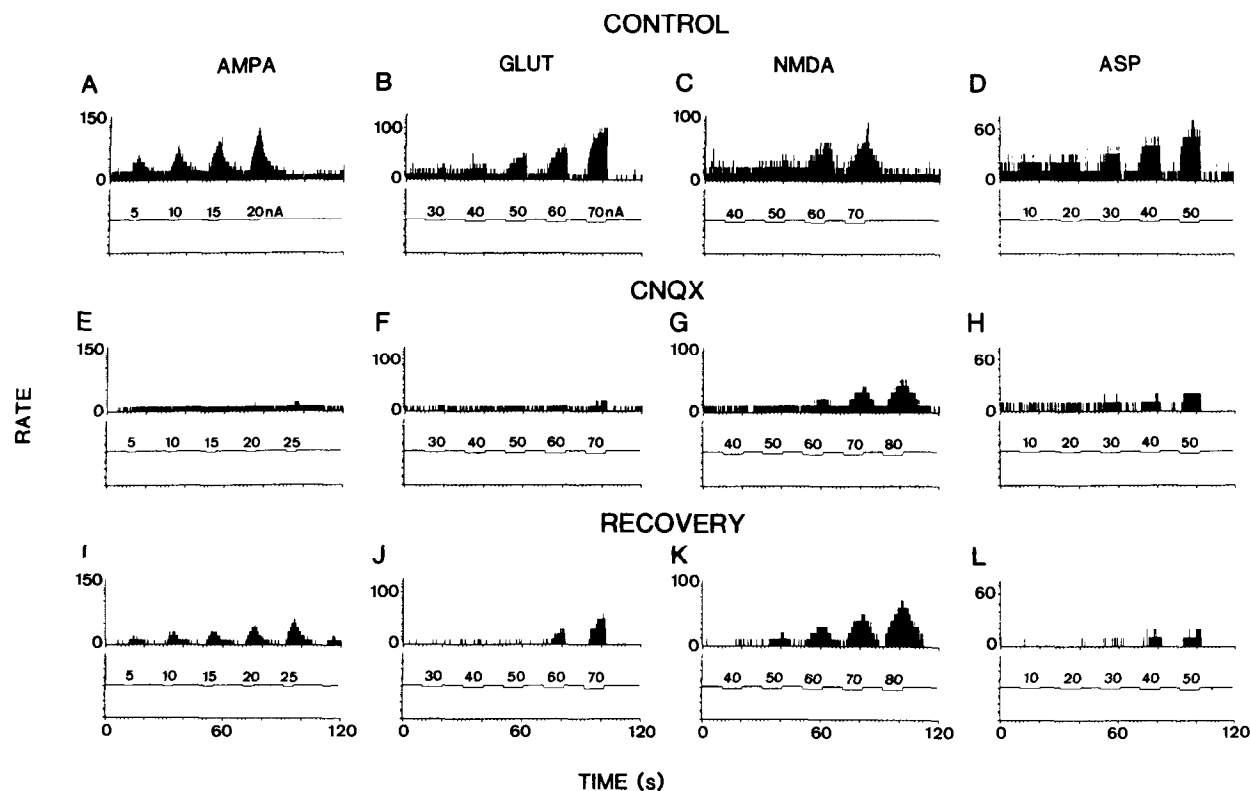 CONTROL
AMPA GLUT NMDA ASP
A B C D
150 100 100 60
0 0 0 0
5 10 15 20nA 30 40 50 60 70nA 40 50 60 70 10 20 30 40 50
CNQX
E F G H
150 100 100 60
0 0 0 0
5 10 15 20 25 30 40 50 60 70 40 50 60 70 80 10 20 30 40 50
RATE
RECOVERY
I J K L
150 100 100 60
0 0 0 0
5 10 15 20 25 30 40 50 60 70 40 50 60 70 80 10 20 30 40 50
0 60 120 0 60 0 60 120 0 60 120
TIME (s)